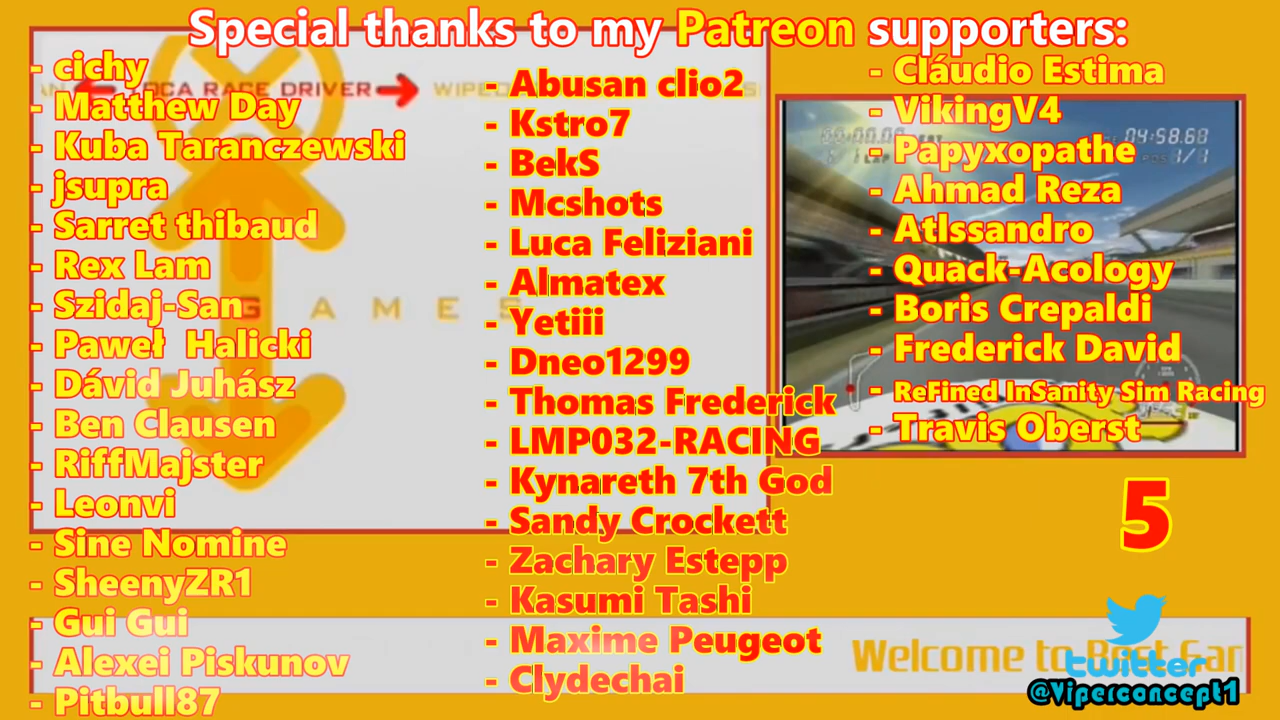 Special thanks to my Patreon supporters:
- cichy
- Matthew Day
- Kuba Taranczewski
- jsupra
- Sarret thibaud
- Rex Lam
- Szidaj-San
- Paweł Halicki
- Dávid Juhász
- Ben Clausen
- RiffMajster
- Leonvi
- Sine Nomine
- SheenyZR1
- Gui Gui
- Alexei Piskunov
- Pitbull87
- Abusan clio2
- Kstro7
- BekS
- Mcshots
- Luca Feliziani
- Almatex
- Yetiii
- Dneo1299
- Thomas Frederick
- LMP032-RACING
- Kynareth 7th God
- Sandy Crockett
- Zachary Estepp
- Kasumi Tashi
- Maxime Peugeot
- Clydechai
- Cláudio Estima
- VikingV4
- Papyxopathe
- Ahmad Reza
- Atlssandro
- Quack-Acology
- Boris Crepaldi
- Frederick David
- ReFined InSanity Sim Racing
- Travis Oberst
RACE DRIVER
GAMES
04:58.68
1/1
5
Welcome to Best
twitter
@Viperconcept1